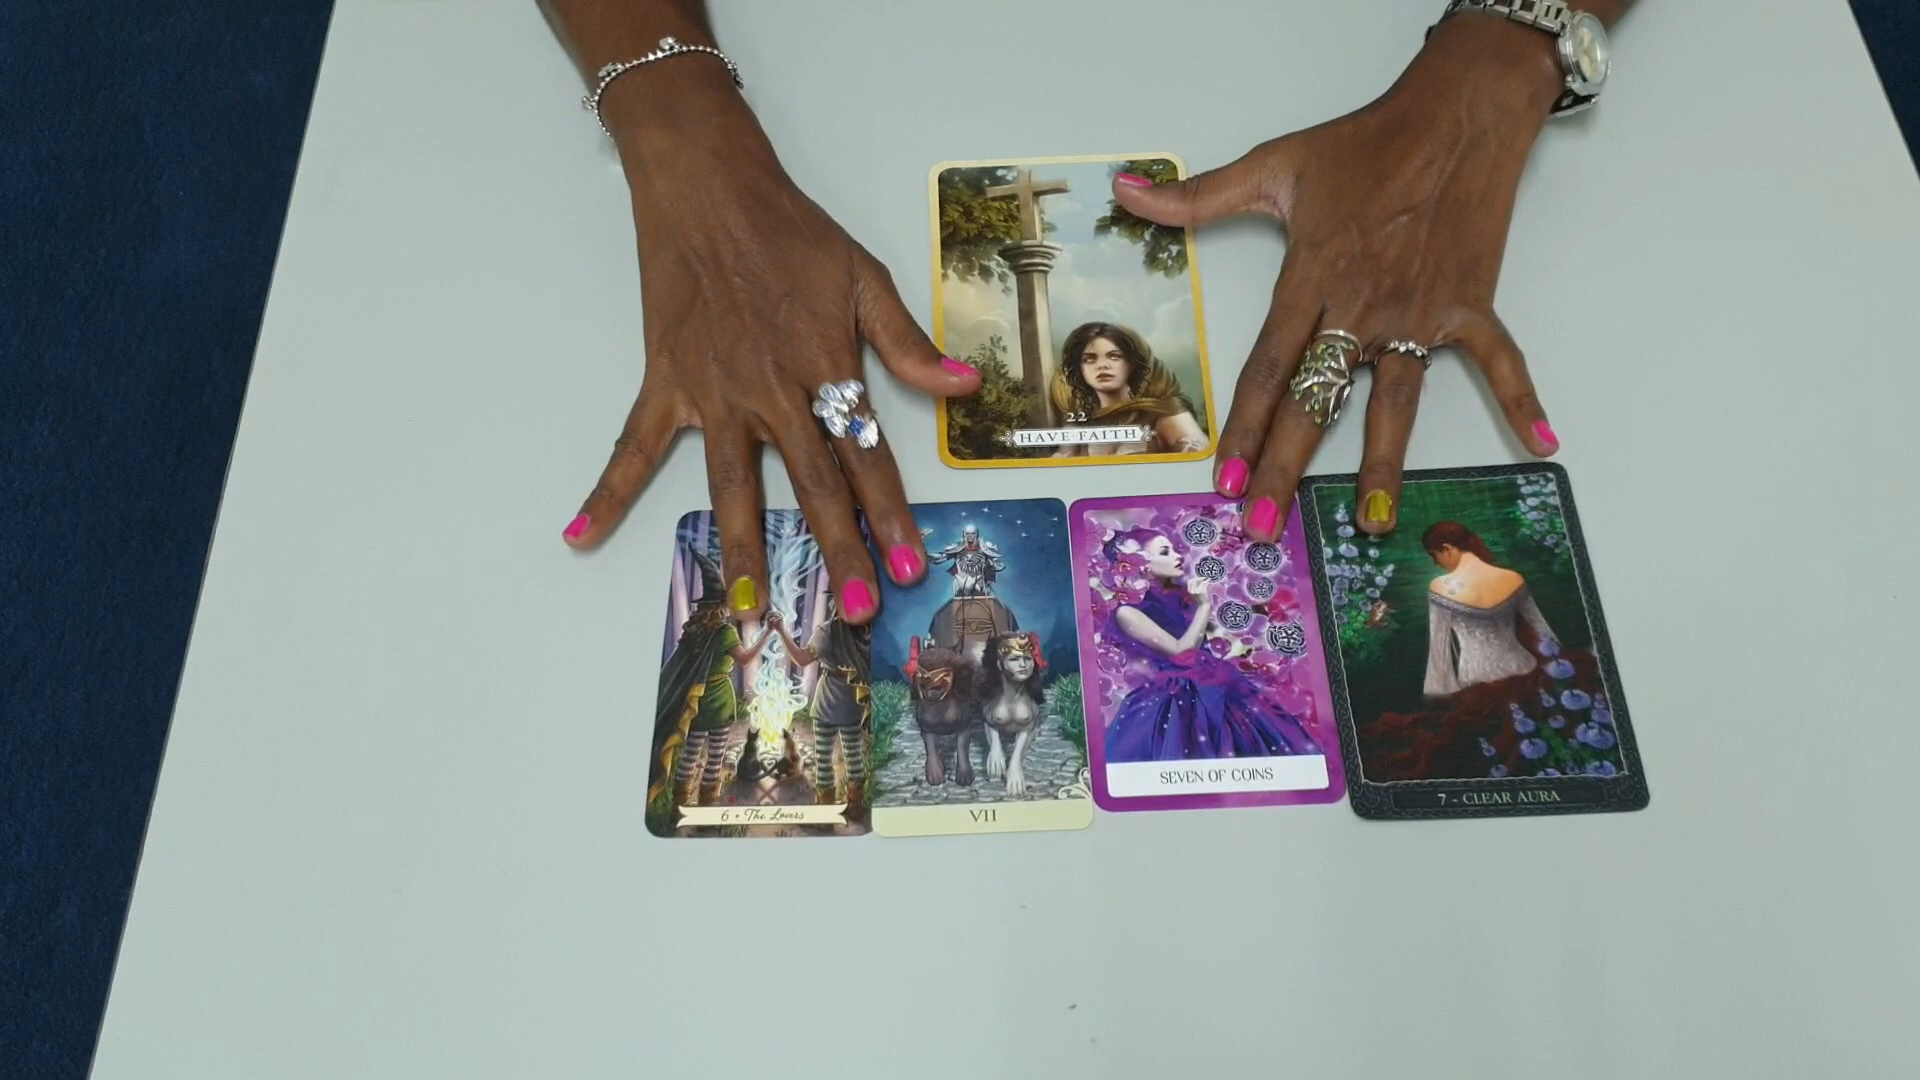 22
HAVE FAITH
6 • The Lovers
VII
SEVEN OF COINS
7 - CLEAR AURA